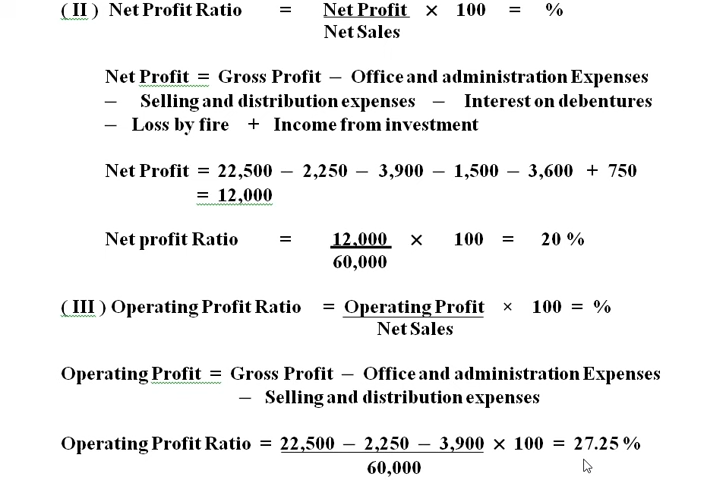 ( II ) Net Profit Ratio = Net Profit × 100 = %
Net Sales
Net Profit = Gross Profit – Office and administration Expenses
– Selling and distribution expenses – Interest on debentures
– Loss by fire + Income from investment
Net Profit = 22,500 – 2,250 – 3,900 – 1,500 – 3,600 + 750
= 12,000
Net profit Ratio = 12,000 × 100 = 20 %
60,000
( III ) Operating Profit Ratio = Operating Profit × 100 = %
Net Sales
Operating Profit = Gross Profit – Office and administration Expenses
– Selling and distribution expenses
Operating Profit Ratio = 22,500 – 2,250 – 3,900 × 100 = 27.25 %
60,000